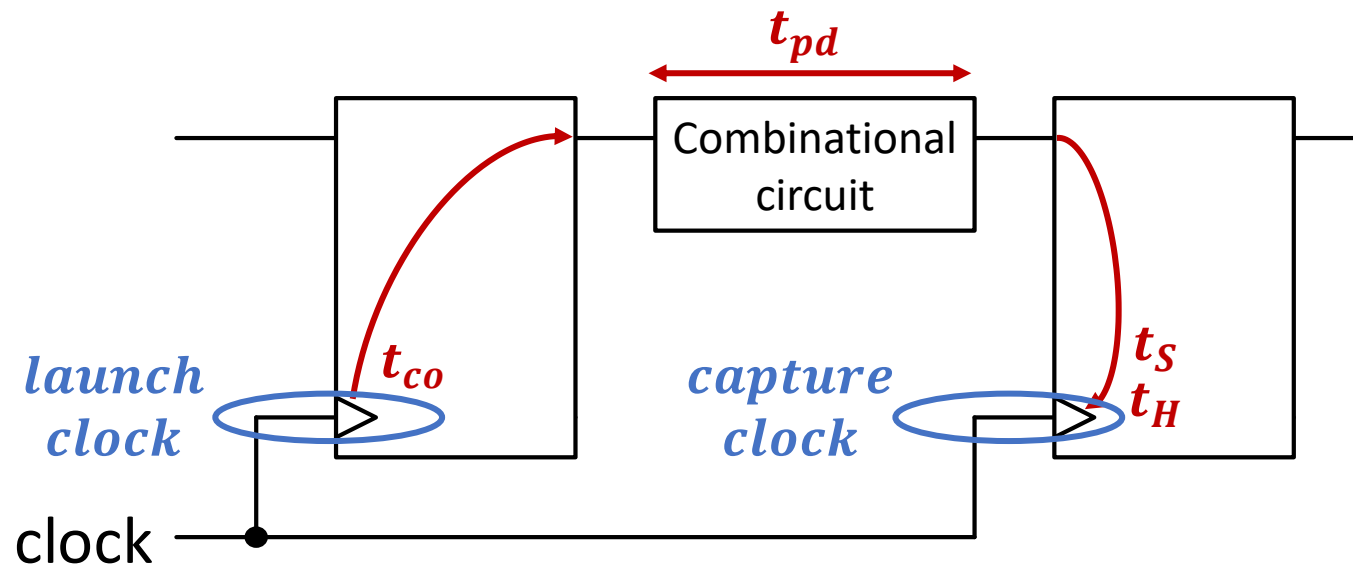 t_pd
Combinational
circuit
t_co
launch
clock
capture
clock
t_S
t_H
clock